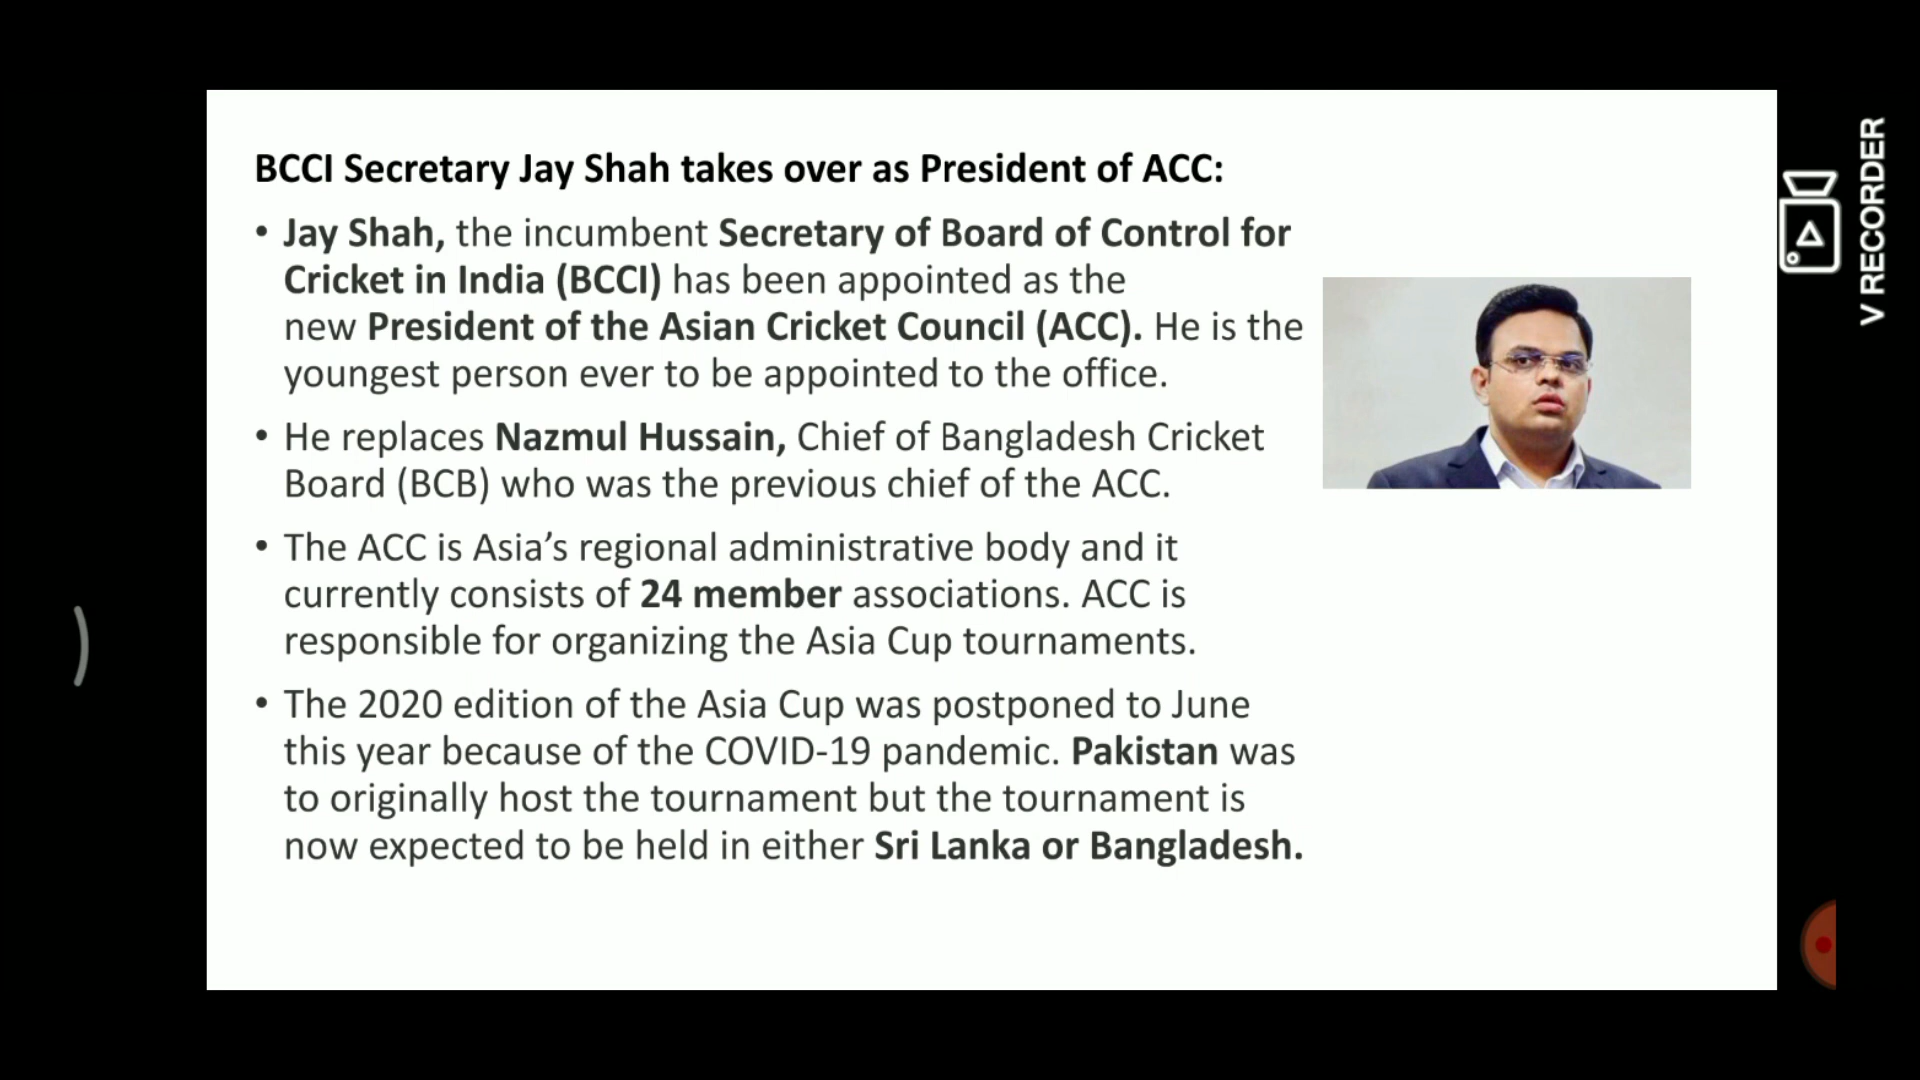 BCCI Secretary Jay Shah takes over as President of ACC:
• Jay Shah, the incumbent Secretary of Board of Control for
Cricket in India (BCCI) has been appointed as the
new President of the Asian Cricket Council (ACC). He is the
youngest person ever to be appointed to the office.
• He replaces Nazmul Hussain, Chief of Bangladesh Cricket
Board (BCB) who was the previous chief of the ACC.
• The ACC is Asia’s regional administrative body and it
currently consists of 24 member associations. ACC is
responsible for organizing the Asia Cup tournaments.
• The 2020 edition of the Asia Cup was postponed to June
this year because of the COVID-19 pandemic. Pakistan was
to originally host the tournament but the tournament is
now expected to be held in either Sri Lanka or Bangladesh.
V RECORDER